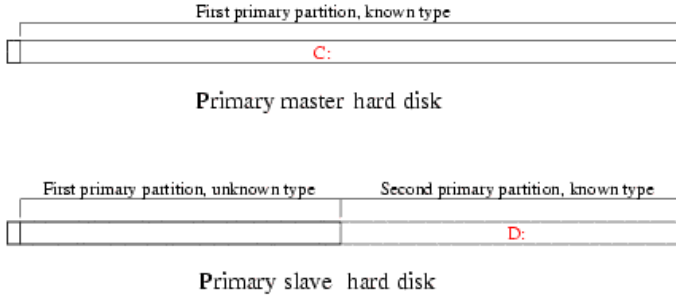 First primary partition, known type
C:
Primary master hard disk
First primary partition, unknown type Second primary partition, known type
D:
Primary slave hard disk